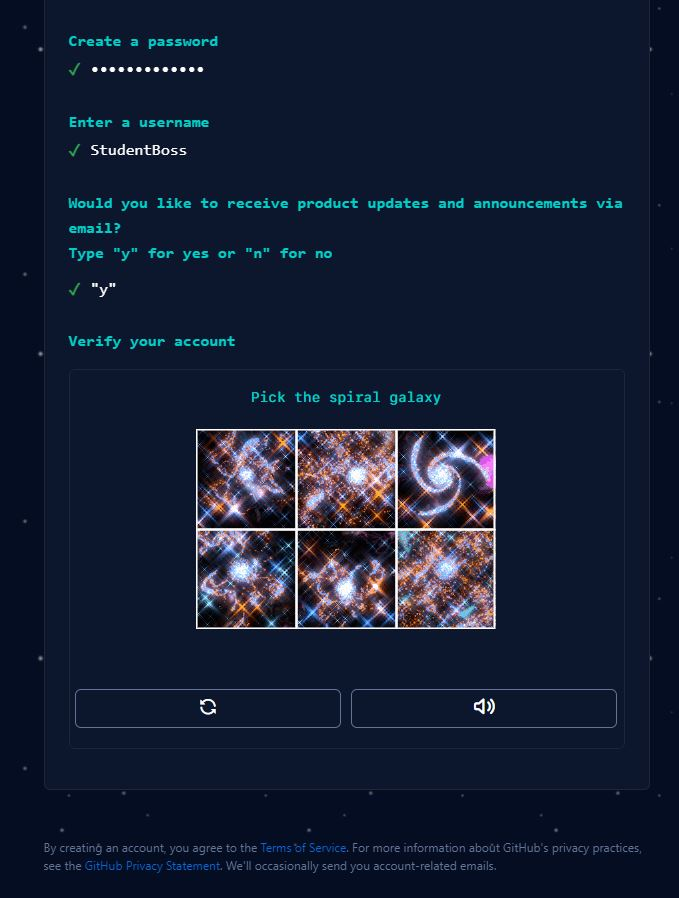 Create a password
✓ •••••••••••••
Enter a username
✓ StudentBoss
Would you like to receive product updates and announcements via
email?
Type "y" for yes or "n" for no
✓ "y"
Verify your account
Pick the spiral galaxy
By creating an account, you agree to the Terms of Service. For more information about GitHub's privacy practices,
see the GitHub Privacy Statement. We'll occasionally send you account-related emails.